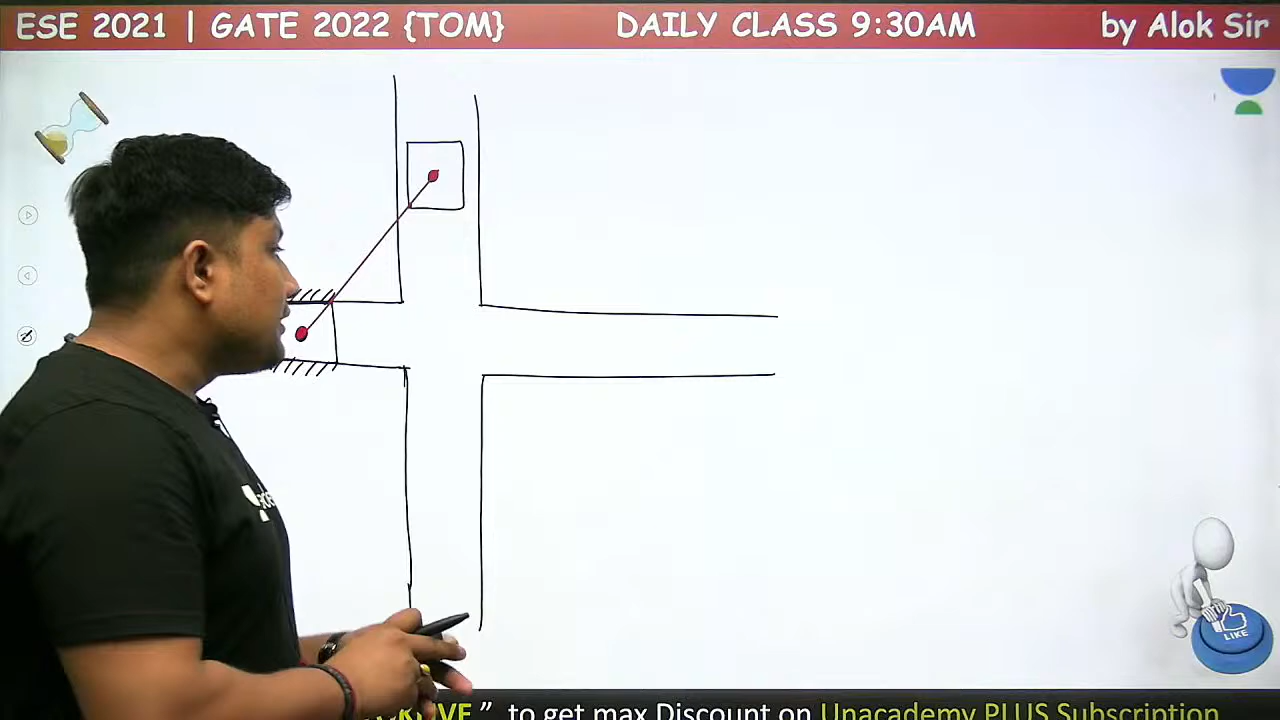 ESE 2021 | GATE 2022 {TOM} DAILY CLASS 9:30AM by Alok Sir
LIKE
” to get max Discount on Unacademy PLUS Subscription